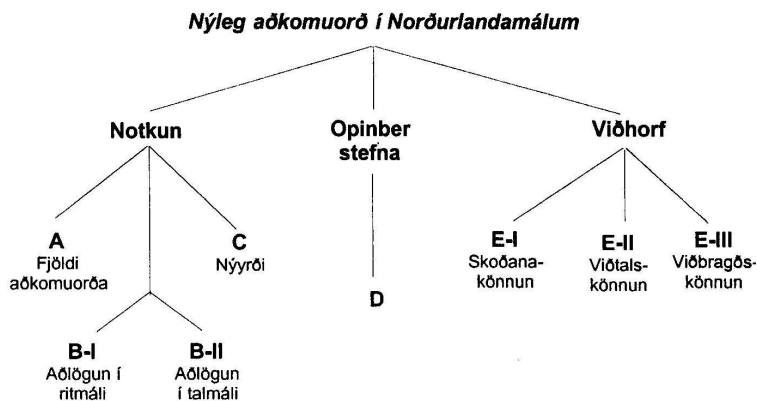 Nýleg aðkomuorð í Norðurlandamálum
Notkun
Opinber
stefna
Viðhorf
A
Fjöldi
aðkomuorða
C
Nýyrði
B-I
Aðlögun í
ritmáli
B-II
Aðlögun
í talmáli
D
E-I
Skoðana-
könnun
E-II
Viðtals-
könnun
E-III
Viðbragðs-
könnun